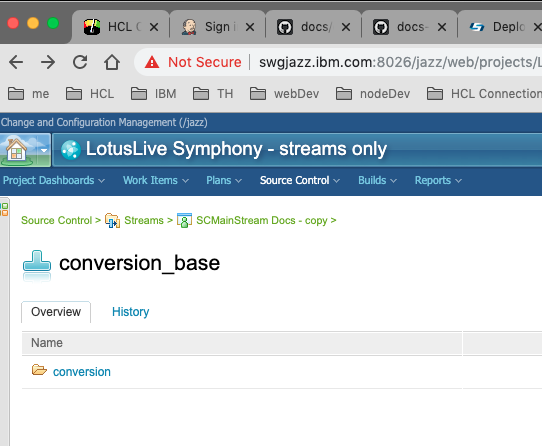 HCL C
Sign i
docs/
docs-
Deplo
Not Secure swgjazz.ibm.com:8026/jazz/web/projects/L
me HCL IBM TH webDev nodeDev HCL Connection
Change and Configuration Management (/jazz)
LotusLive Symphony - streams only
Project Dashboards Work Items Plans Source Control Builds Reports
Source Control > Streams > SCMainStream Docs - copy >
conversion_base
Overview History
Name
conversion